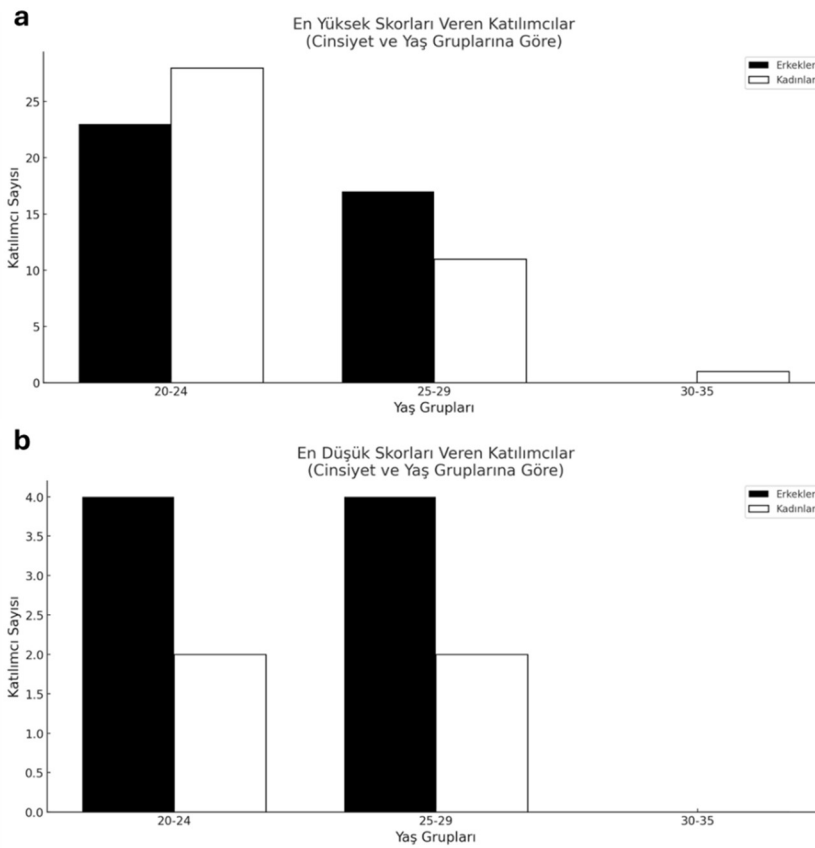 a
En Yüksek Skorları Veren Katılımcılar
(Cinsiyet ve Yaş Gruplarına Göre)
Erkekler
Kadınlar
Katılımcı Sayısı
25
20
15
10
5
0
20-24
25-29
30-35
Yaş Grupları
b
En Düşük Skorları Veren Katılımcılar
(Cinsiyet ve Yaş Gruplarına Göre)
Erkekler
Kadınlar
Katılımcı Sayısı
4.0
3.5
3.0
2.5
2.0
1.5
1.0
0.5
0.0
20-24
25-29
30-35
Yaş Grupları